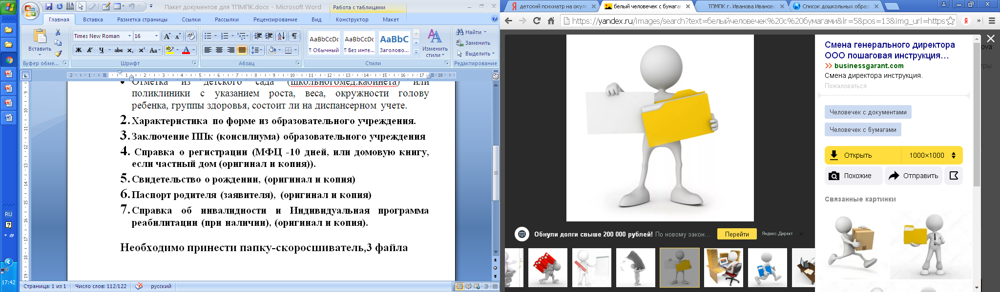 Пакет документов для ТПМПК.docx - Microsoft Word
Работа с таблицами
Главная Вставка Разметка страницы Ссылки Рассылки Рецензирование Вид Конструктор Макет
Вставить
Times New Roman 16
Ж К Ч abc x₂ x² Aa
AaBbCcDc AaBbCcDc AaBbC
¶ Обычный ¶ Без инте... Заголово...
Изменить стили
Найти
Заменить
Выделить
Буфер обме... Шрифт Абзац Стили Редактирование
Отметка из детского сада (школьногомед.кабинета) или
поликлиники с указанием роста, веса, окружности голову
ребенка, группы здоровья, состоит ли на диспансерном учете.
2. Характеристика по форме из образовательного учреждения.
3. Заключение ППк (консилиума) образовательного учреждения
4. Справка о регистрации (МФЦ -10 дней, или домовую книгу,
если частный дом (оригинал и копия)).
5. Свидетельство о рождении, (оригинал и копия)
6. Паспорт родителя (заявителя), (оригинал и копия)
7. Справка об инвалидности и Индивидуальная программа
реабилитации (при наличии), (оригинал и копия).
Необходимо принести папку-скоросшиватель,3 файла
Страница: 1 из 1 Число слов: 112/122 русский
RU
17:42
детский психиатр на окуло
белый человечек с бумага
ТПМПК г. Иванова Ивановс
Список дошкольных образ
https://yandex.ru/images/search?text=белыйчеловечек%20с%20бумагами&lr=5&pos=13&img_url=https
Смена генерального директора
ООО пошаговая инструкция...
businessgarant.com
Смена директора инструкция.
Пожаловаться
Человечек с документами
Человечек с бумагами
Открыть 1000×1000
Похожие Отправить
Связанные картинки
Обнули долги свыше 200 000 рублей! По новому закон... Перейти Яндекс.Директ